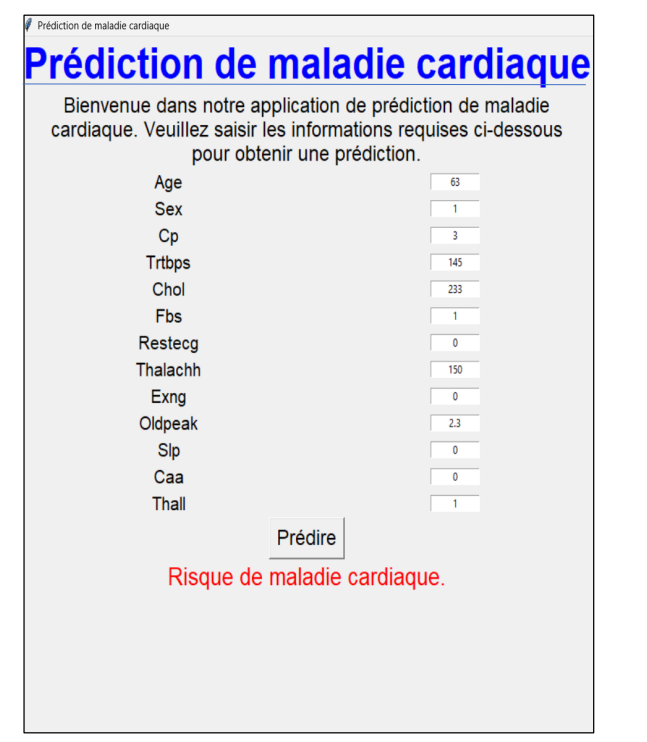 Prédiction de maladie cardiaque
Prédiction de maladie cardiaque
Bienvenue dans notre application de prédiction de maladie
cardiaque. Veuillez saisir les informations requises ci-dessous
pour obtenir une prédiction.
Age 63
Sex 1
Cp 3
Trtbps 145
Chol 233
Fbs 1
Restecg 0
Thalachh 150
Exng 0
Oldpeak 2.3
Slp 0
Caa 0
Thall 1
Prédire
Risque de maladie cardiaque.